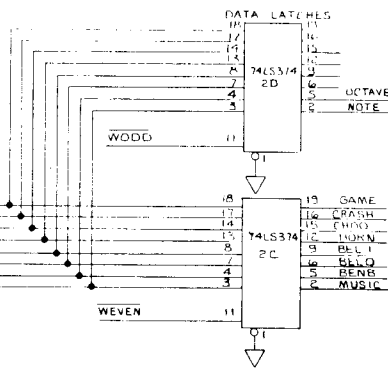 DATA LATCHES
18 19
17 16
14 15
13 12
8 74LS374 9
7 2D 6
4 5 OCTAVE
3 2 NOTE
WODD 11
1
18 19 GAME
17 16 CRASH
14 15 CHOO
13 74LS374 12 HORN
8 2C 9 BEL1
7 6 BEL0
4 5 BENB
3 2 MUSIC
WEVEN 11
1